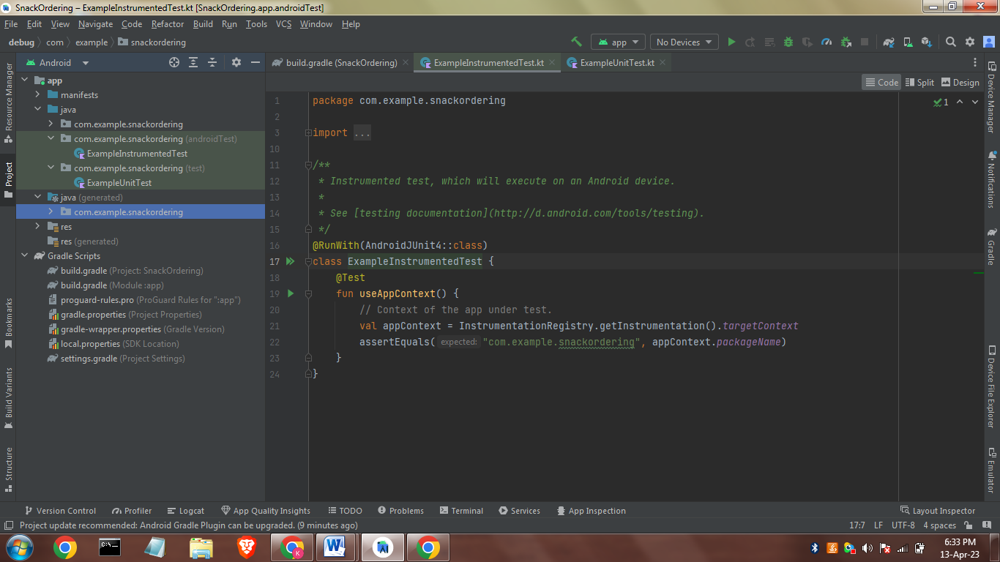 SnackOrdering – ExampleInstrumentedTest.kt [SnackOrdering.app.androidTest]
File Edit View Navigate Code Refactor Build Run Tools VCS Window Help
debug com example snackordering app No Devices
Android
build.gradle (SnackOrdering) ExampleInstrumentedTest.kt ExampleUnitTest.kt
Code Split Design
Resource Manager
Project
Bookmarks
Build Variants
Structure
app
manifests
java
com.example.snackordering
com.example.snackordering (androidTest)
ExampleInstrumentedTest
com.example.snackordering (test)
ExampleUnitTest
java (generated)
com.example.snackordering
res
res (generated)
Gradle Scripts
build.gradle (Project: SnackOrdering)
build.gradle (Module :app)
proguard-rules.pro (ProGuard Rules for ":app")
gradle.properties (Project Properties)
gradle-wrapper.properties (Gradle Version)
local.properties (SDK Location)
settings.gradle (Project Settings)
1 package com.example.snackordering
2
3 import ...
10
11 /**
12 * Instrumented test, which will execute on an Android device.
13 *
14 * See [testing documentation](http://d.android.com/tools/testing).
15 */
16 @RunWith(AndroidJUnit4::class)
17 class ExampleInstrumentedTest {
18 @Test
19 fun useAppContext() {
20 // Context of the app under test.
21 val appContext = InstrumentationRegistry.getInstrumentation().targetContext
22 assertEquals( expected: "com.example.snackordering", appContext.packageName)
23 }
24 }
1
Device Manager
Notifications
Gradle
Device File Explorer
Emulator
Version Control Profiler Logcat App Quality Insights TODO Problems Terminal Services App Inspection Layout Inspector
Project update recommended: Android Gradle Plugin can be upgraded. (9 minutes ago) 17:7 LF UTF-8 4 spaces
C:\_
K
W
6:33 PM
13-Apr-23